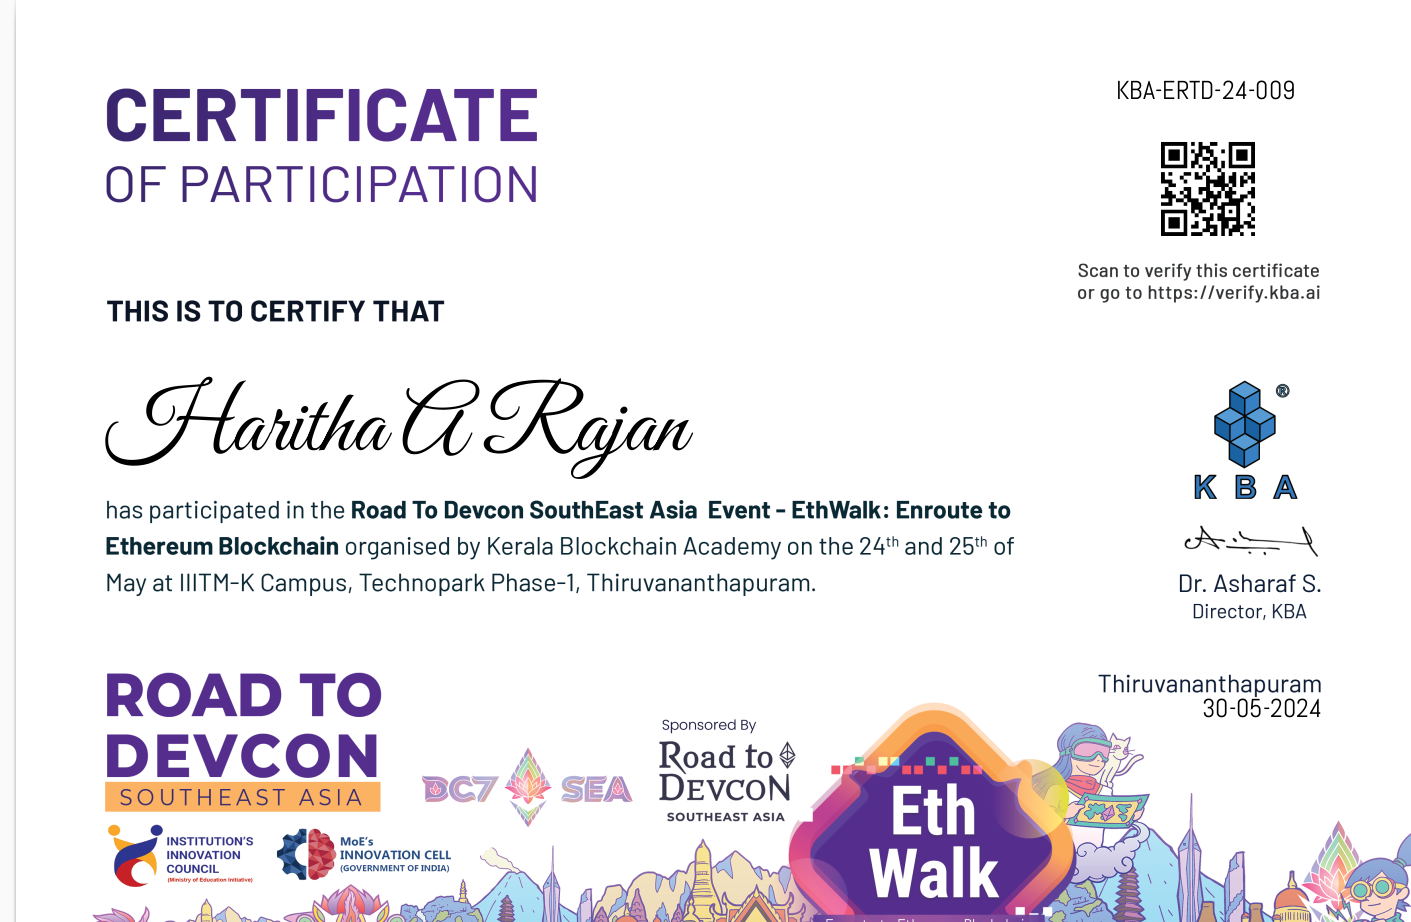 CERTIFICATE
OF PARTICIPATION
KBA-ERTD-24-009
Scan to verify this certificate
or go to https://verify.kba.ai
THIS IS TO CERTIFY THAT
Haritha A Rajan
has participated in the Road To Devcon SouthEast Asia Event - EthWalk: Enroute to
Ethereum Blockchain organised by Kerala Blockchain Academy on the 24th and 25th of
May at IIITM-K Campus, Technopark Phase-1, Thiruvananthapuram.
®
KBA
Dr. Asharaf S.
Director, KBA
Thiruvananthapuram
30-05-2024
ROAD TO
DEVCON
SOUTHEAST ASIA
INSTITUTION'S
INNOVATION
COUNCIL
(Ministry of Education Initiative)
MoE's
INNOVATION CELL
(GOVERNMENT OF INDIA)
DC7 SEA
Sponsored By
Road to
DEVCON
SOUTHEAST ASIA
Eth
Walk